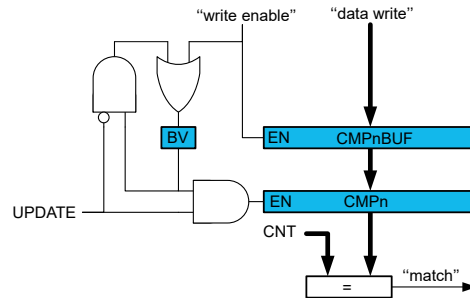 “write enable” “data write”
BV
EN CMPnBUF
EN CMPn
UPDATE
CNT
=
“match”